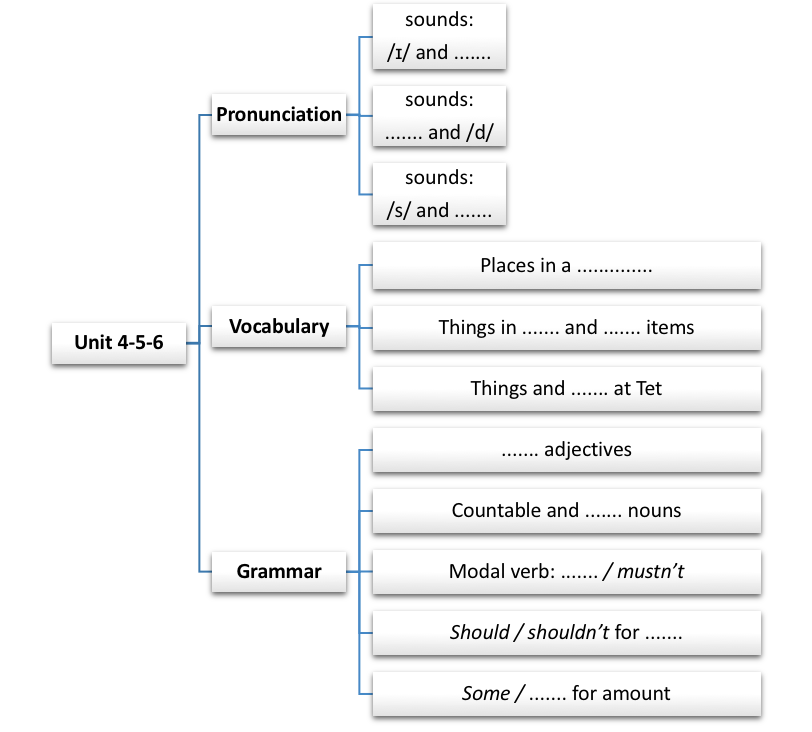 sounds:
/ɪ/ and .......
sounds:
....... and /d/
sounds:
/s/ and .......
Pronunciation
Places in a ..............
Things in ....... and ....... items
Things and ....... at Tet
Vocabulary
Unit 4-5-6
....... adjectives
Countable and ....... nouns
Modal verb: ....... / mustn’t
Should / shouldn’t for .......
Some / ....... for amount
Grammar